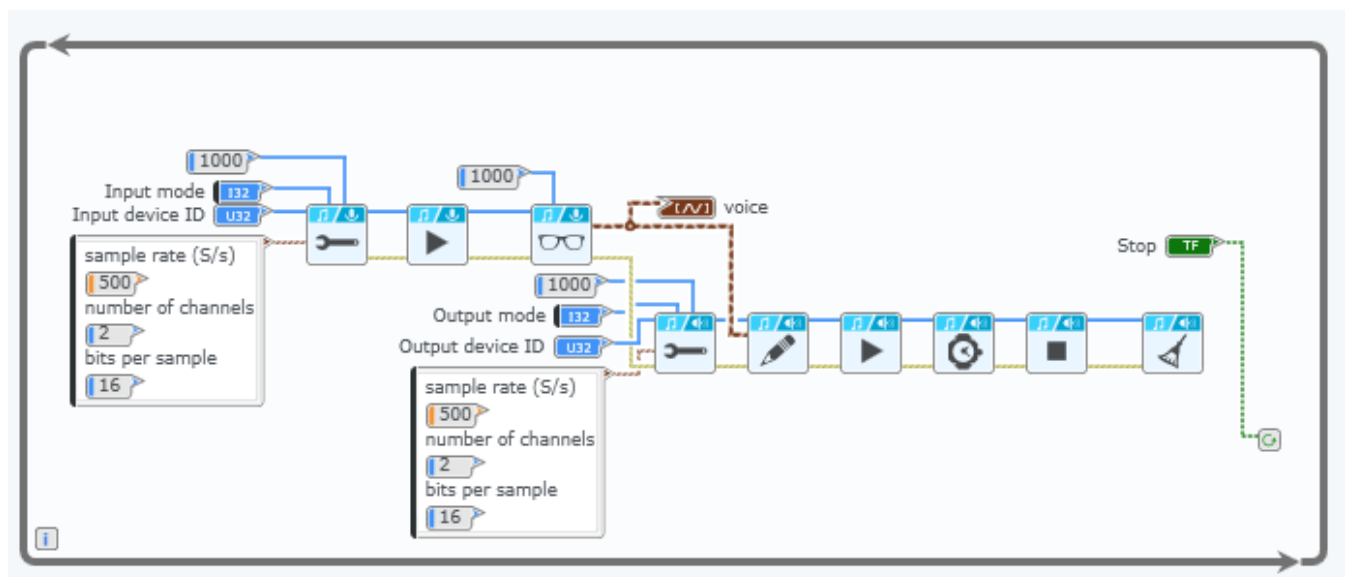 1000
Input mode I32
Input device ID U32
sample rate (S/s)
500
number of channels
2
bits per sample
16
1000
voice
1000
Output mode I32
Output device ID U32
sample rate (S/s)
500
number of channels
2
bits per sample
16
Stop TF
i